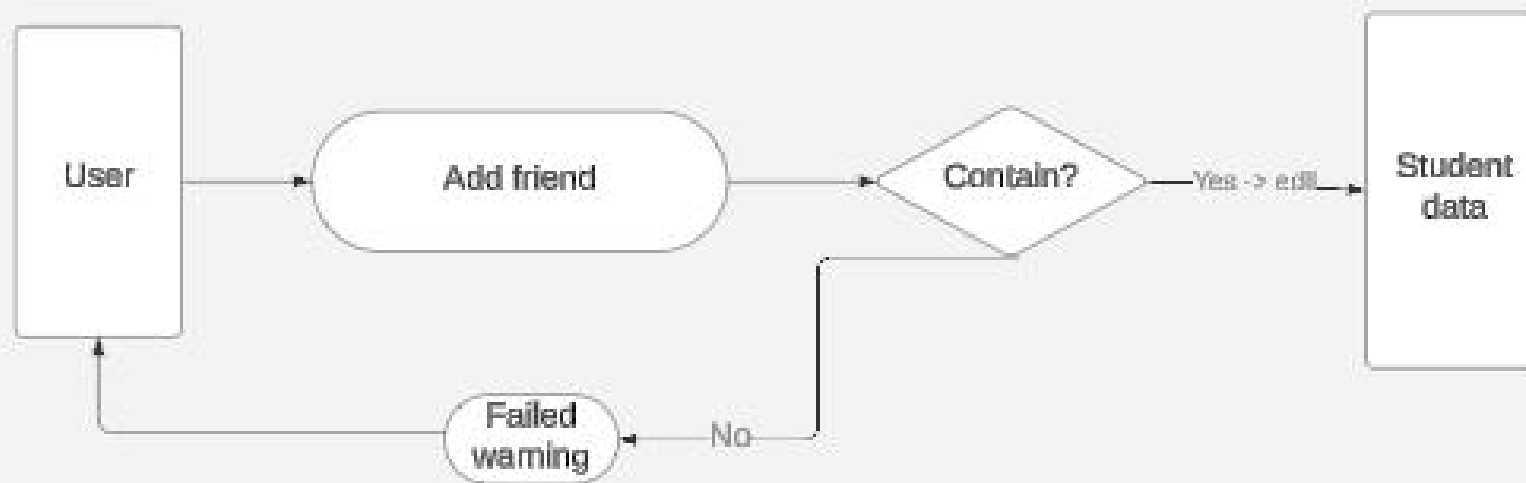 User
Add friend
Contain?
Yes -> edit
Student
data
Failed
warning
No